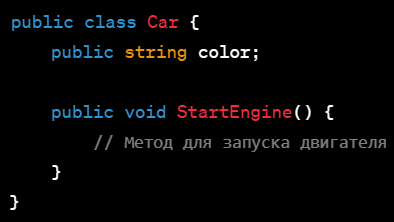 public class Car {
    public string color;

    public void StartEngine() {
        // Метод для запуска двигателя
    }
}